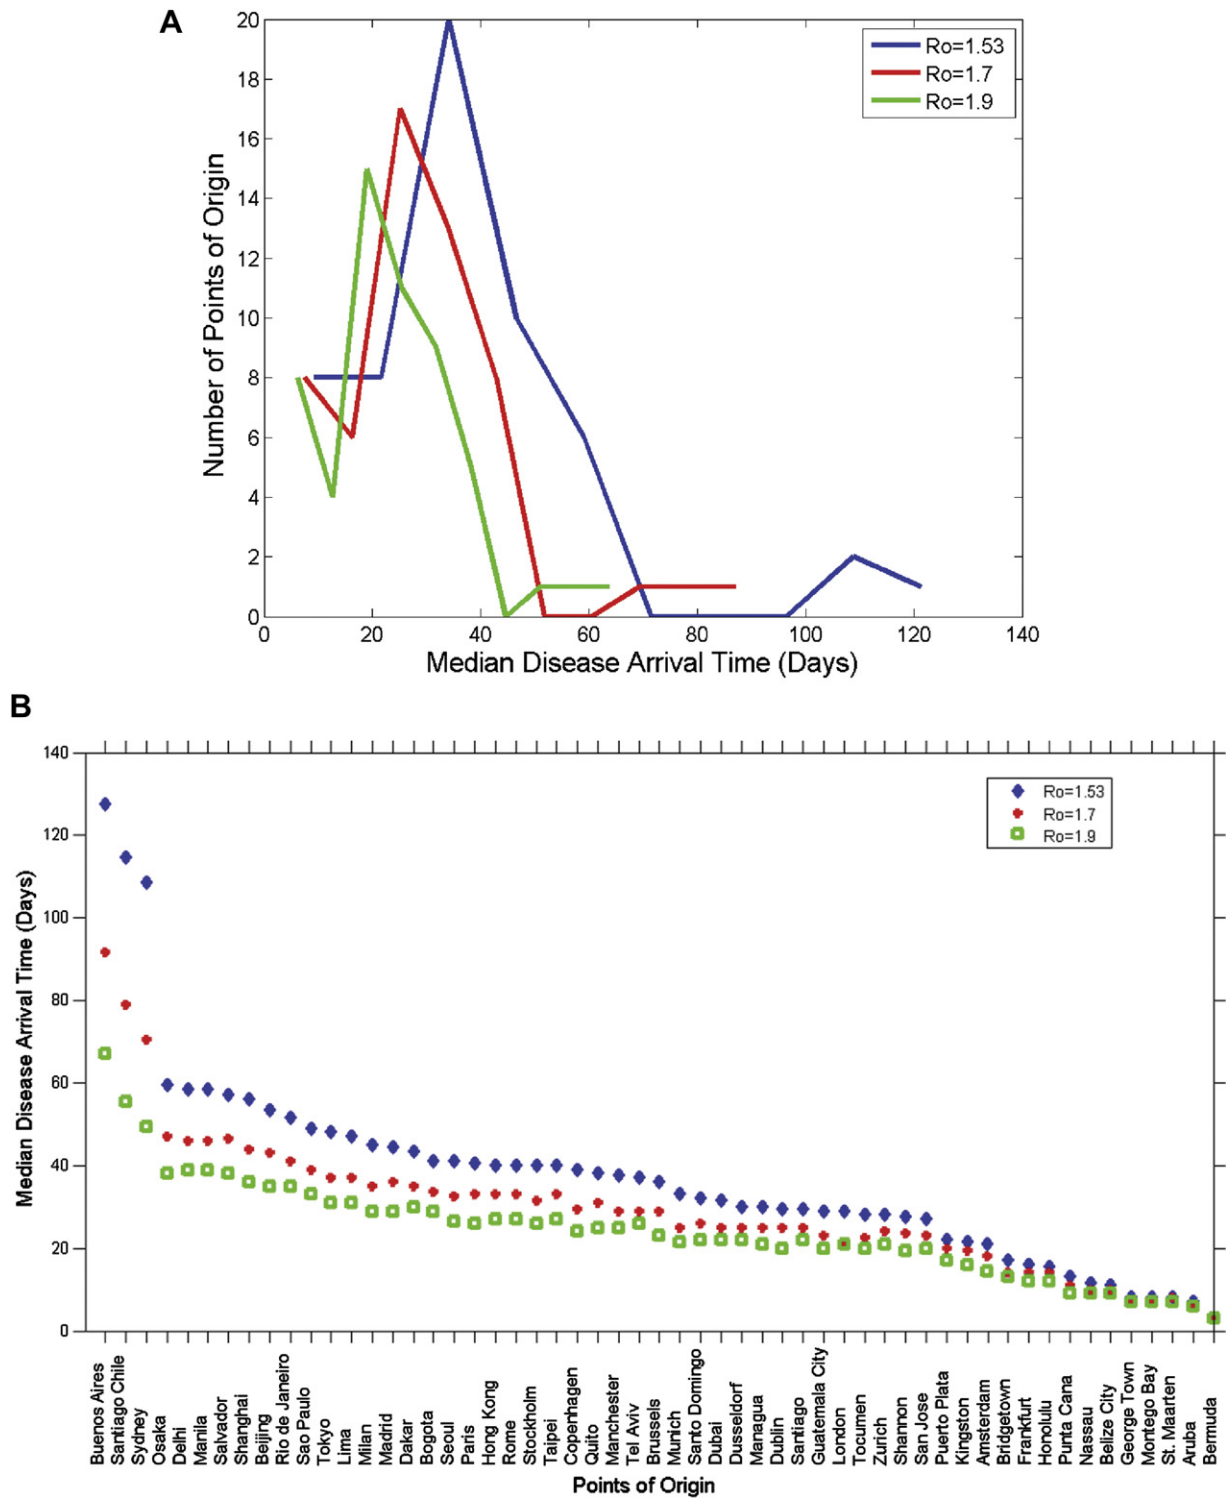 A
20
18
16
14
12
10
8
6
4
2
0
Number of Points of Origin
Ro=1.53
Ro=1.7
Ro=1.9
0 20 40 60 80 100 120 140
Median Disease Arrival Time (Days)
B
140
120
100
80
60
40
20
0
Median Disease Arrival Time (Days)
Ro=1.53
Ro=1.7
Ro=1.9
Buenos Aires
Santiago Chile
Sydney
Osaka
Delhi
Manila
Salvador
Shanghai
Beijing
Rio de Janeiro
Sao Paulo
Tokyo
Lima
Milan
Madrid
Dakar
Bogota
Seoul
Paris
Hong Kong
Rome
Stockholm
Taipei
Copenhagen
Quito
Manchester
Tel Aviv
Brussels
Munich
Santo Domingo
Dubai
Dusseldorf
Managua
Dublin
Santiago
Guatemala City
London
Tocumen
Zurich
Shannon
San Jose
Puerto Plata
Kingston
Amsterdam
Bridgetown
Frankfurt
Honolulu
Punta Cana
Nassau
Belize City
George Town
Montego Bay
St. Maarten
Aruba
Bermuda
Points of Origin